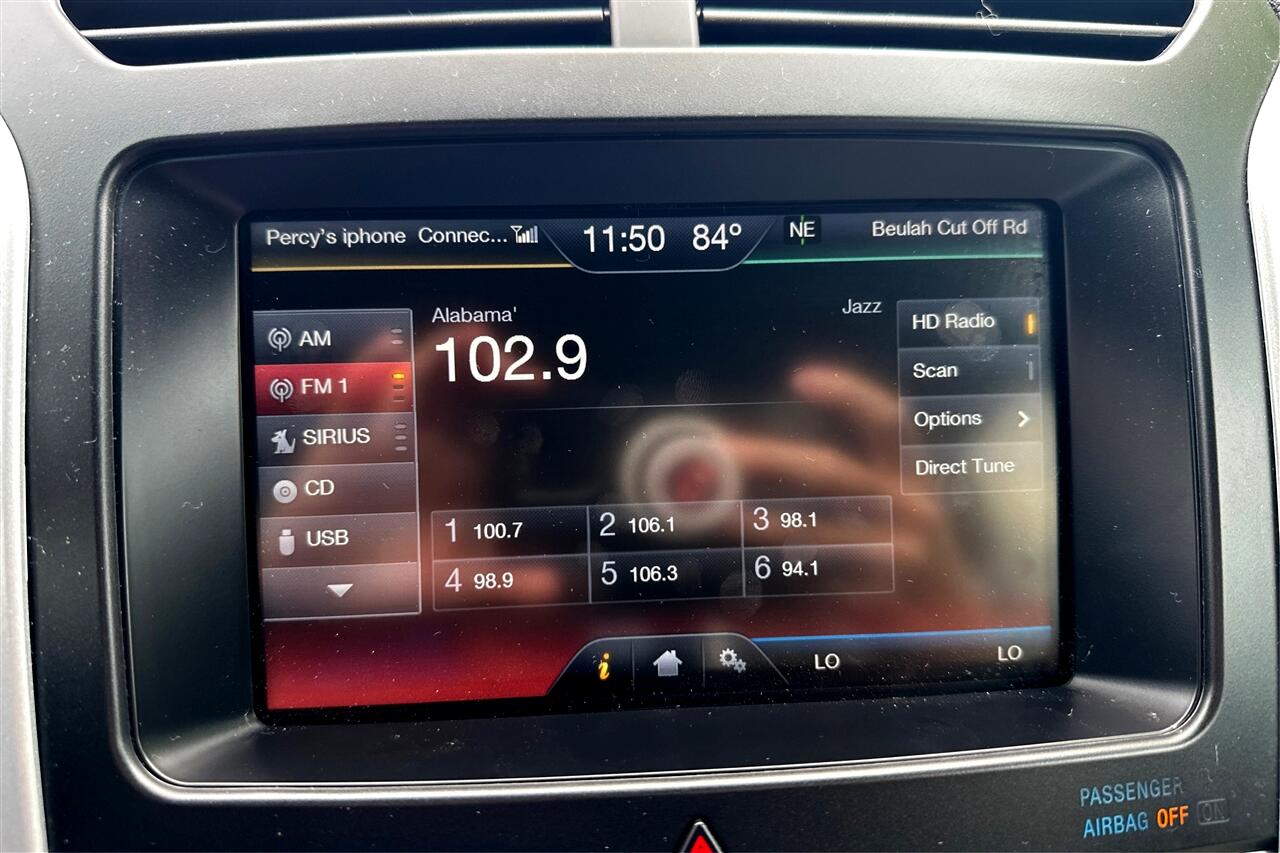 Percy's iphone Connec... 11:50 84° NE Beulah Cut Off Rd
AM
FM 1
SIRIUS
CD
USB
Alabama'
102.9
Jazz
HD Radio
Scan
Options >
Direct Tune
1 100.7 2 106.1 3 98.1
4 98.9 5 106.3 6 94.1
i
LO LO
PASSENGER
AIRBAG OFF ON